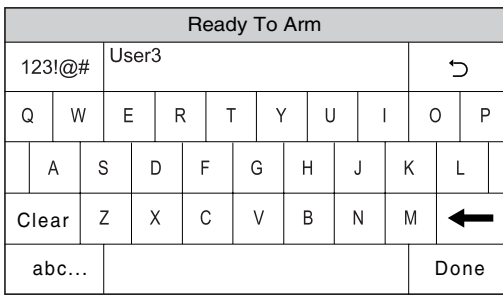 Ready To Arm
123!@# User3
Q W E R T Y U I O P
A S D F G H J K L
Clear Z X C V B N M
abc... Done